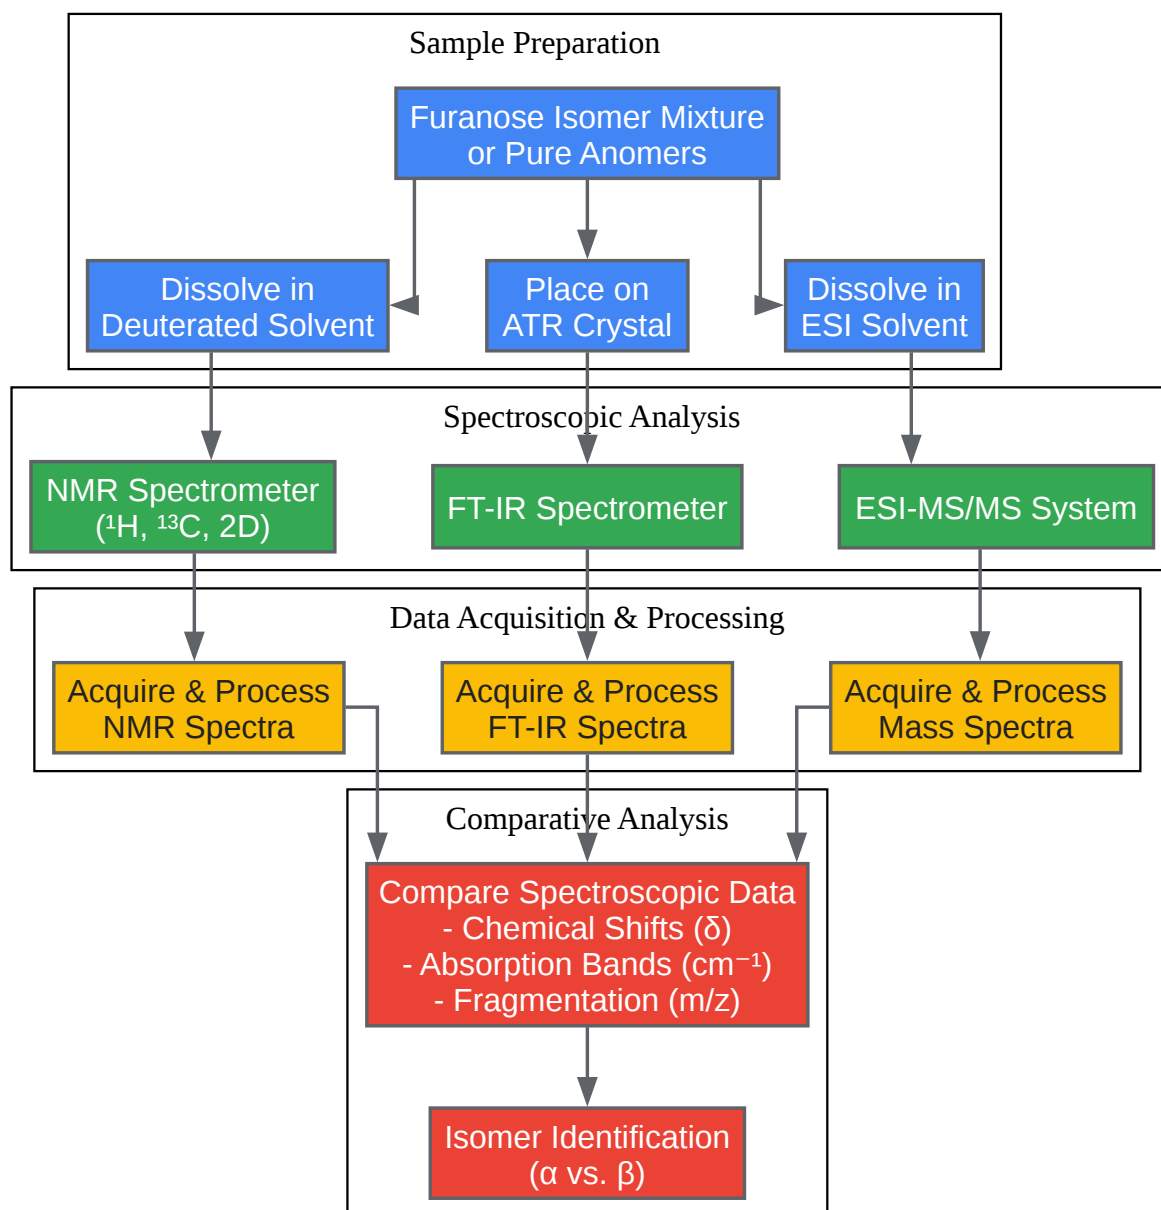 Sample Preparation
Furanose Isomer Mixture
or Pure Anomers
Dissolve in
Deuterated Solvent
Place on
ATR Crystal
Dissolve in
ESI Solvent
Spectroscopic Analysis
NMR Spectrometer
(¹H, ¹³C, 2D)
FT-IR Spectrometer
ESI-MS/MS System
Data Acquisition & Processing
Acquire & Process
NMR Spectra
Acquire & Process
FT-IR Spectra
Acquire & Process
Mass Spectra
Comparative Analysis
Compare Spectroscopic Data
- Chemical Shifts (δ)
- Absorption Bands (cm⁻¹)
- Fragmentation (m/z)
Isomer Identification
(α vs. β)